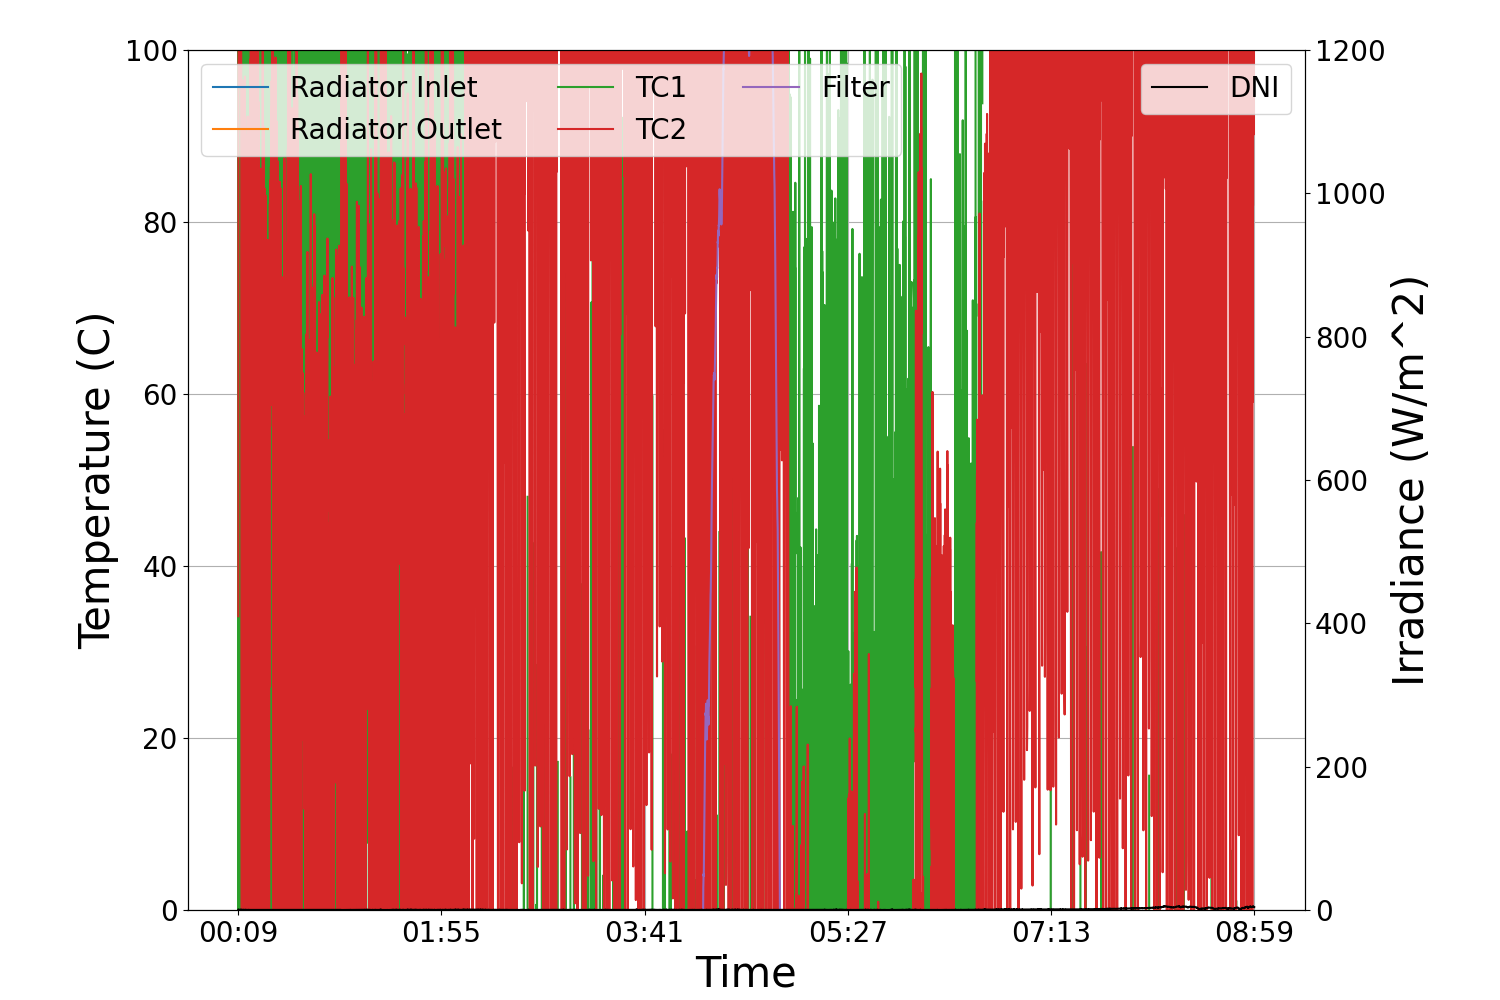 100
80
60
40
20
0
Temperature (C)
Radiator Inlet
Radiator Outlet
TC1
TC2
Filter
DNI
1200
1000
800
600
400
200
0
Irradiance (W/m^2)
00:09 01:55 03:41 05:27 07:13 08:59
Time